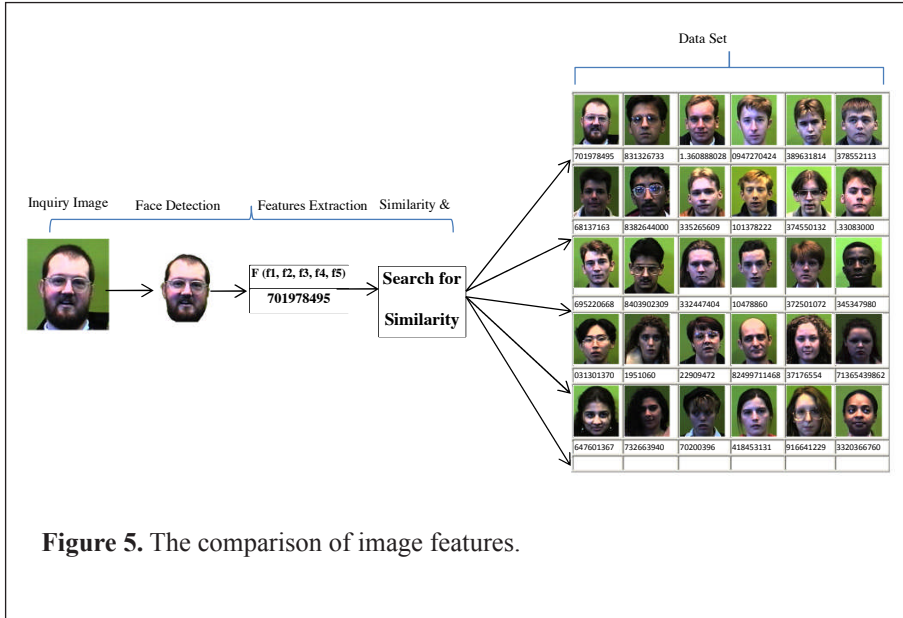 Data Set
Inquiry Image Face Detection Features Extraction Similarity &
F (f1, f2, f3, f4, f5)
701978495
Search for
Similarity
701978495 831326733 1.360888028 0947270424 389631814 378552113
68137163 8382644000 335265609 101378222 374550132 .33083000
695220668 8403902309 332447404 10478860 372501072 345347980
031301370 1951060 22909472 82499711468 37176554 71365439862
647601367 732663940 70200396 418453131 916641229 3320366760
Figure 5. The comparison of image features.